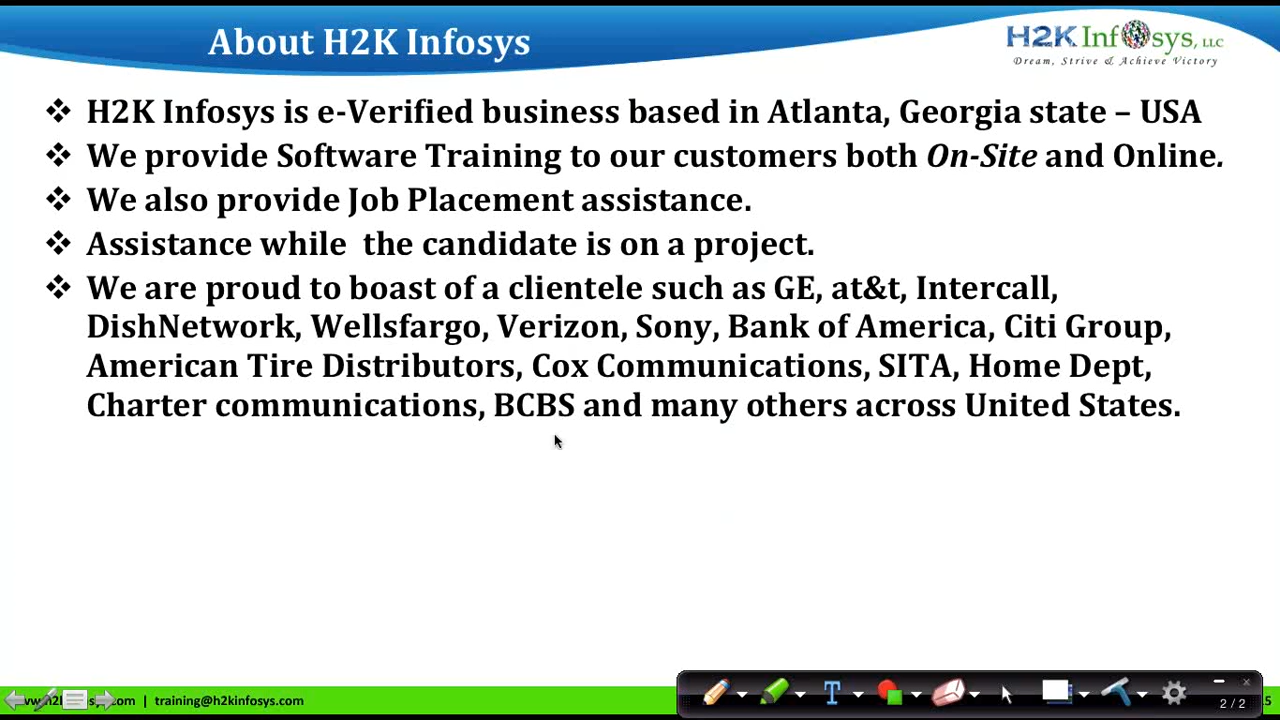 About H2K Infosys
H2K Infosys, LLC
Dream, Strive & Achieve Victory
❖ H2K Infosys is e-Verified business based in Atlanta, Georgia state – USA
❖ We provide Software Training to our customers both On-Site and Online.
❖ We also provide Job Placement assistance.
❖ Assistance while  the candidate is on a project.
❖ We are proud to boast of a clientele such as GE, at&t, Intercall,
DishNetwork, Wellsfargo, Verizon, Sony, Bank of America, Citi Group,
American Tire Distributors, Cox Communications, SITA, Home Dept,
Charter communications, BCBS and many others across United States.
| training@h2kinfosys.com
T
2 / 2